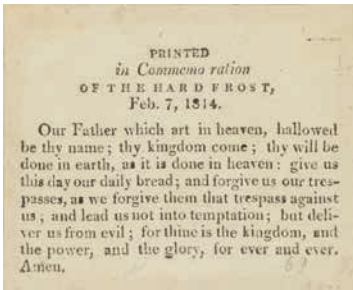 PRINTED
in Commemo ration
OF THE HARD FROST,
Feb. 7, 1814.
Our Father which art in heaven, hallowed
be thy name; thy kingdom come; thy will be
done in earth, as it is done in heaven: give us
this day our daily bread; and forgive us our tres-
passes, as we forgive them that trespass against
us; and lead us not into temptation; but deli-
ver us from evil; for thine is the kingdom, and
the power, and the glory, for ever and ever.
Amen.